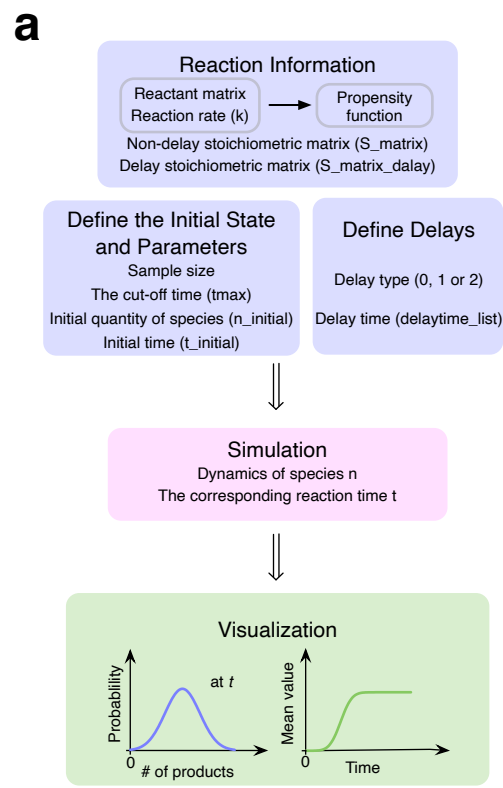 a
Reaction Information
Reactant matrix
Reaction rate (k)
Propensity
function
Non-delay stoichiometric matrix (S_matrix)
Delay stoichiometric matrix (S_matrix_dalay)
Define the Initial State
and Parameters
Sample size
The cut-off time (tmax)
Initial quantity of species (n_initial)
Initial time (t_initial)
Define Delays
Delay type (0, 1 or 2)
Delay time (delaytime_list)
Simulation
Dynamics of species n
The corresponding reaction time t
Visualization
Probablility
at t
0
# of products
Mean value
0
Time